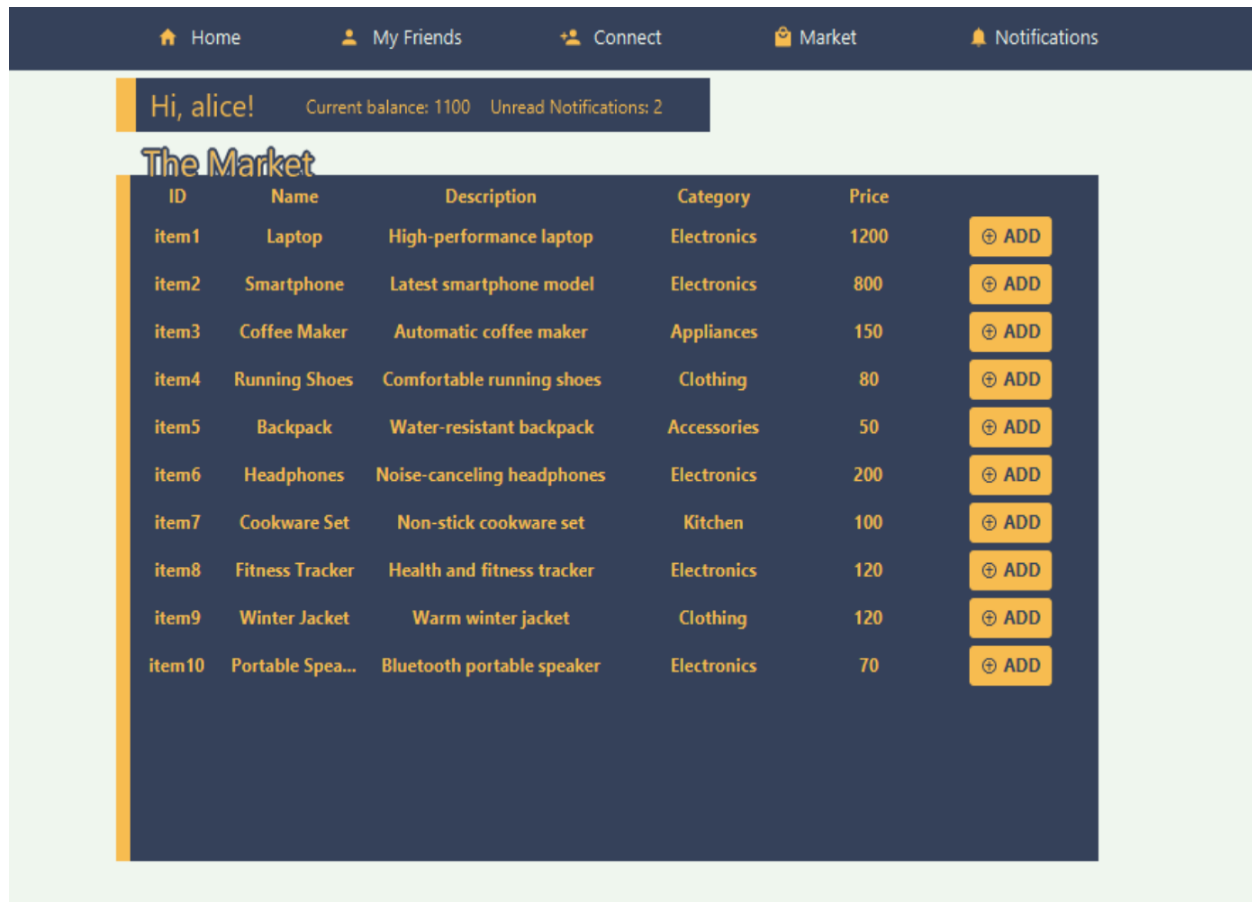 Home My Friends Connect Market Notifications
Hi, alice! Current balance: 1100 Unread Notifications: 2
The Market
ID Name Description Category Price
item1 Laptop High-performance laptop Electronics 1200 ADD
item2 Smartphone Latest smartphone model Electronics 800 ADD
item3 Coffee Maker Automatic coffee maker Appliances 150 ADD
item4 Running Shoes Comfortable running shoes Clothing 80 ADD
item5 Backpack Water-resistant backpack Accessories 50 ADD
item6 Headphones Noise-canceling headphones Electronics 200 ADD
item7 Cookware Set Non-stick cookware set Kitchen 100 ADD
item8 Fitness Tracker Health and fitness tracker Electronics 120 ADD
item9 Winter Jacket Warm winter jacket Clothing 120 ADD
item10 Portable Spea... Bluetooth portable speaker Electronics 70 ADD